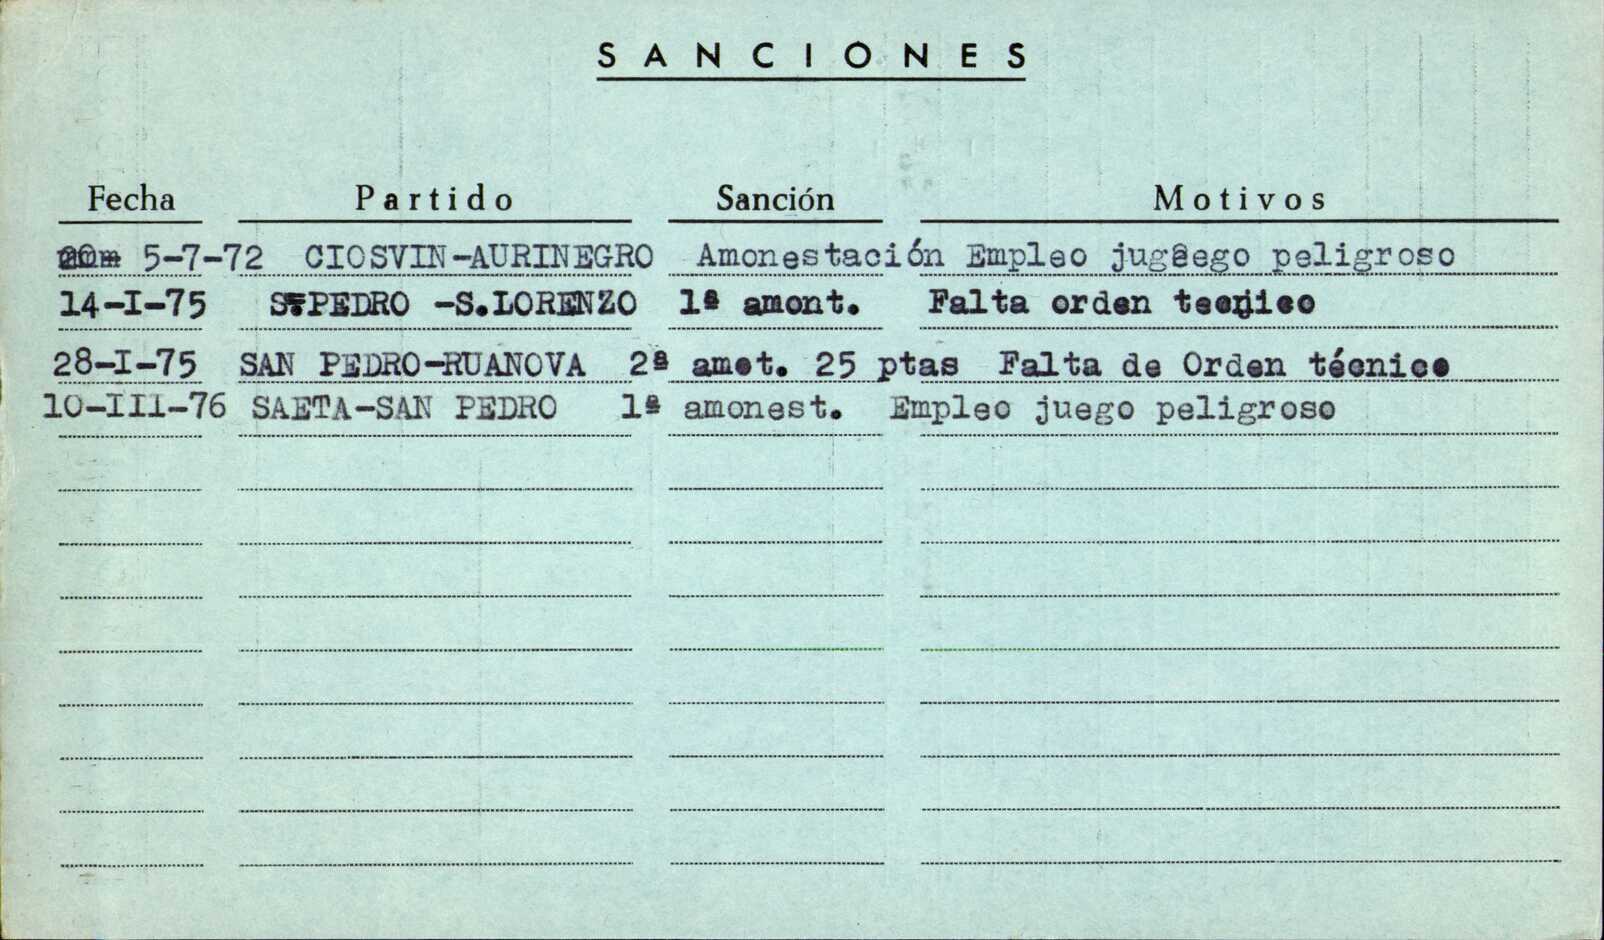 SANCIONES
Fecha Partido Sanción Motivos
5-7-72 CIOSVIN-AURINEGRO Amonestación Empleo juegego peligroso
14-I-75 S.PEDRO -S.LORENZO 1ª amont. Falta orden tecnico
28-I-75 SAN PEDRO-RUANOVA 2ª amet. 25 ptas Falta de Orden técnico
10-III-76 SAETA-SAN PEDRO 1ª amonest. Empleo juego peligroso